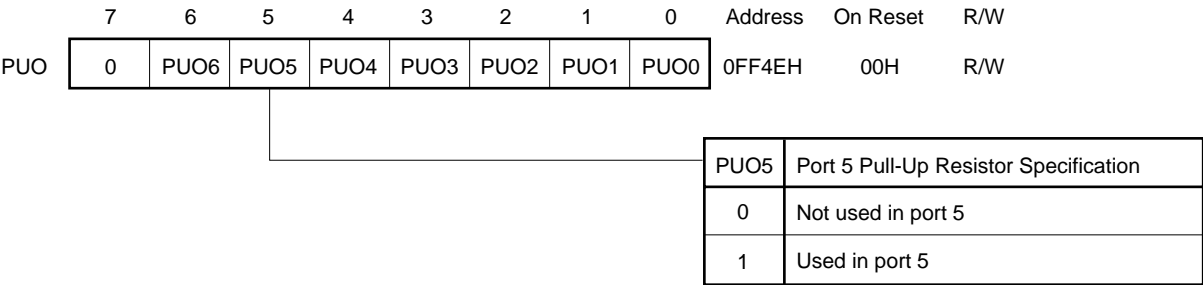 7 6 5 4 3 2 1 0 Address On Reset R/W
PUO 0 PUO6 PUO5 PUO4 PUO3 PUO2 PUO1 PUO0 0FF4EH 00H R/W
PUO5 Port 5 Pull-Up Resistor Specification
0 Not used in port 5
1 Used in port 5